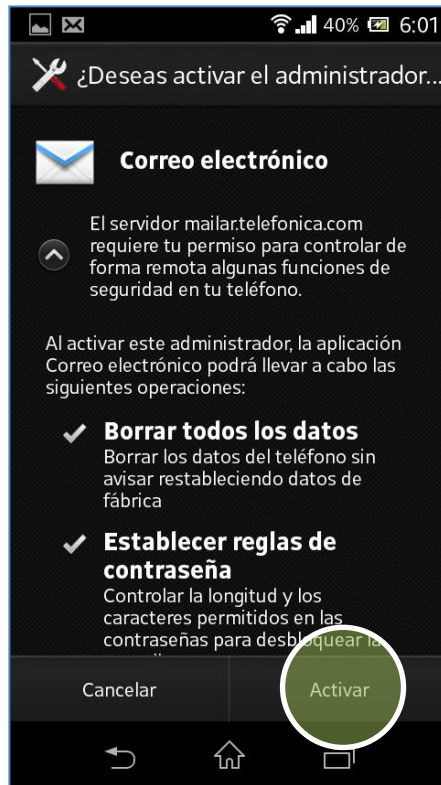 40% 6:01
¿Deseas activar el administrador...
Correo electrónico
El servidor mailar.telefonica.com
requiere tu permiso para controlar de
forma remota algunas funciones de
seguridad en tu teléfono.
Al activar este administrador, la aplicación
Correo electrónico podrá llevar a cabo las
siguientes operaciones:
Borrar todos los datos
Borrar los datos del teléfono sin
avisar restableciendo datos de
fábrica
Establecer reglas de
contraseña
Controlar la longitud y los
caracteres permitidos en las
contraseñas para desbloquear la
Cancelar
Activar